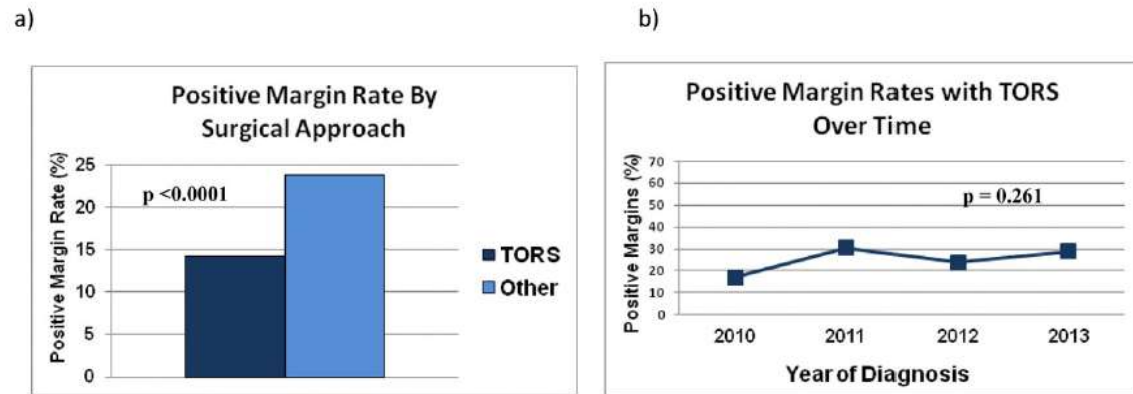 a)
b)
Positive Margin Rate By
Surgical Approach
Positive Margin Rate (%)
25
20
15
10
5
0
p <0.0001
TORS
Other
Positive Margin Rates with TORS
Over Time
Positive Margins (%)
70
60
50
40
30
20
10
0
p = 0.261
2010 2011 2012 2013
Year of Diagnosis